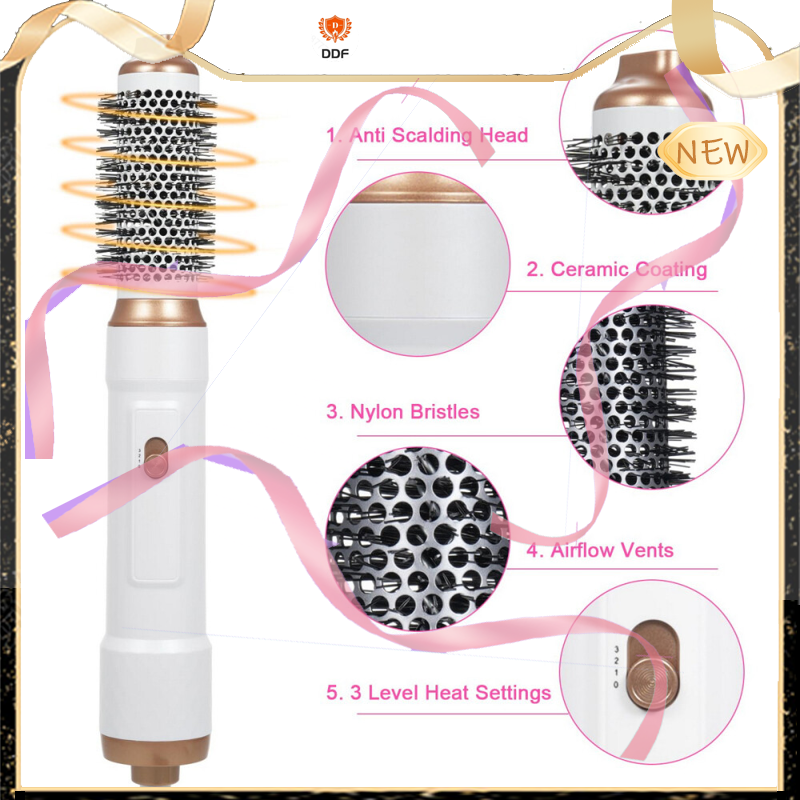 DDF
1. Anti Scalding Head
NEW
2. Ceramic Coating
3. Nylon Bristles
4. Airflow Vents
3
2
1
0
5. 3 Level Heat Settings